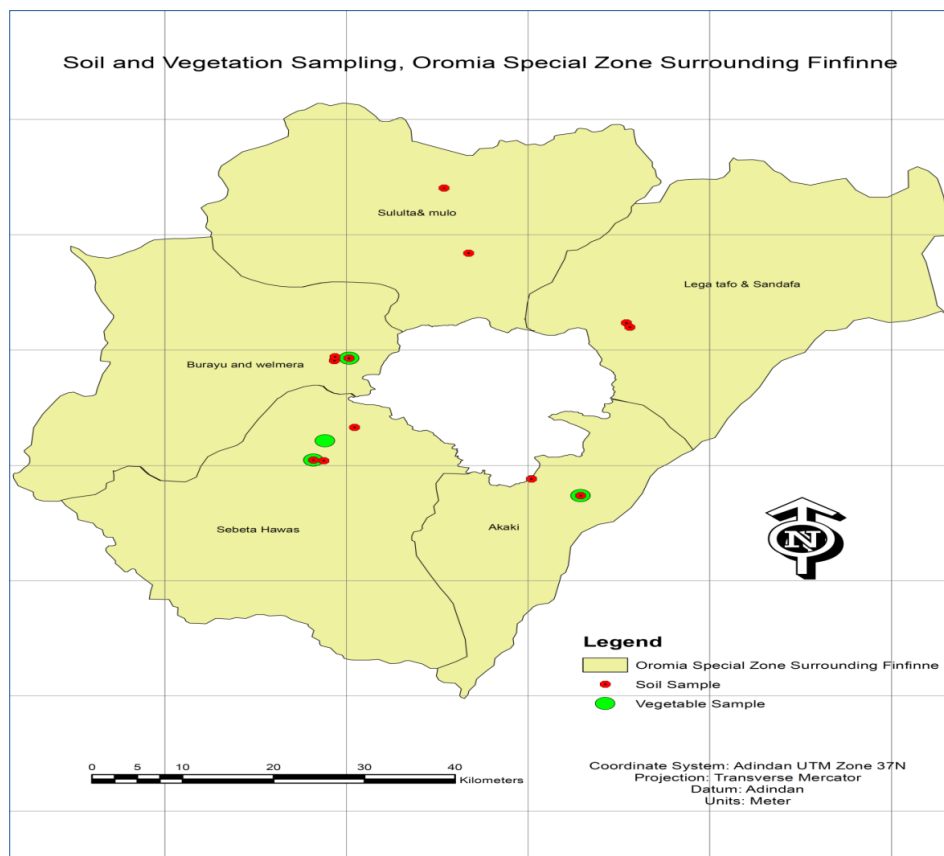 Soil and Vegetation Sampling, Oromia Special Zone Surrounding Finfinne
Sululta& mulo
Lega tafo & Sandafa
Burayu and welmera
Sebeta Hawas
Akaki
N
Legend
Oromia Special Zone Surrounding Finfinne
Soil Sample
Vegetable Sample
0 5 10 20 30 40
Kilometers
Coordinate System: Adindan UTM Zone 37N
Projection: Transverse Mercator
Datum: Adindan
Units: Meter